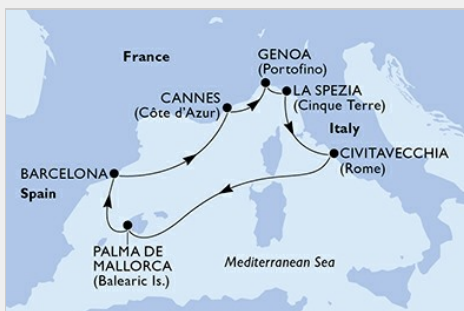 France
GENOA
(Portofino)
CANNES
(Côte d'Azur)
LA SPEZIA
(Cinque Terre)
Italy
CIVITAVECCHIA
(Rome)
BARCELONA
Spain
PALMA DE
MALLORCA
(Balearic Is.)
Mediterranean Sea